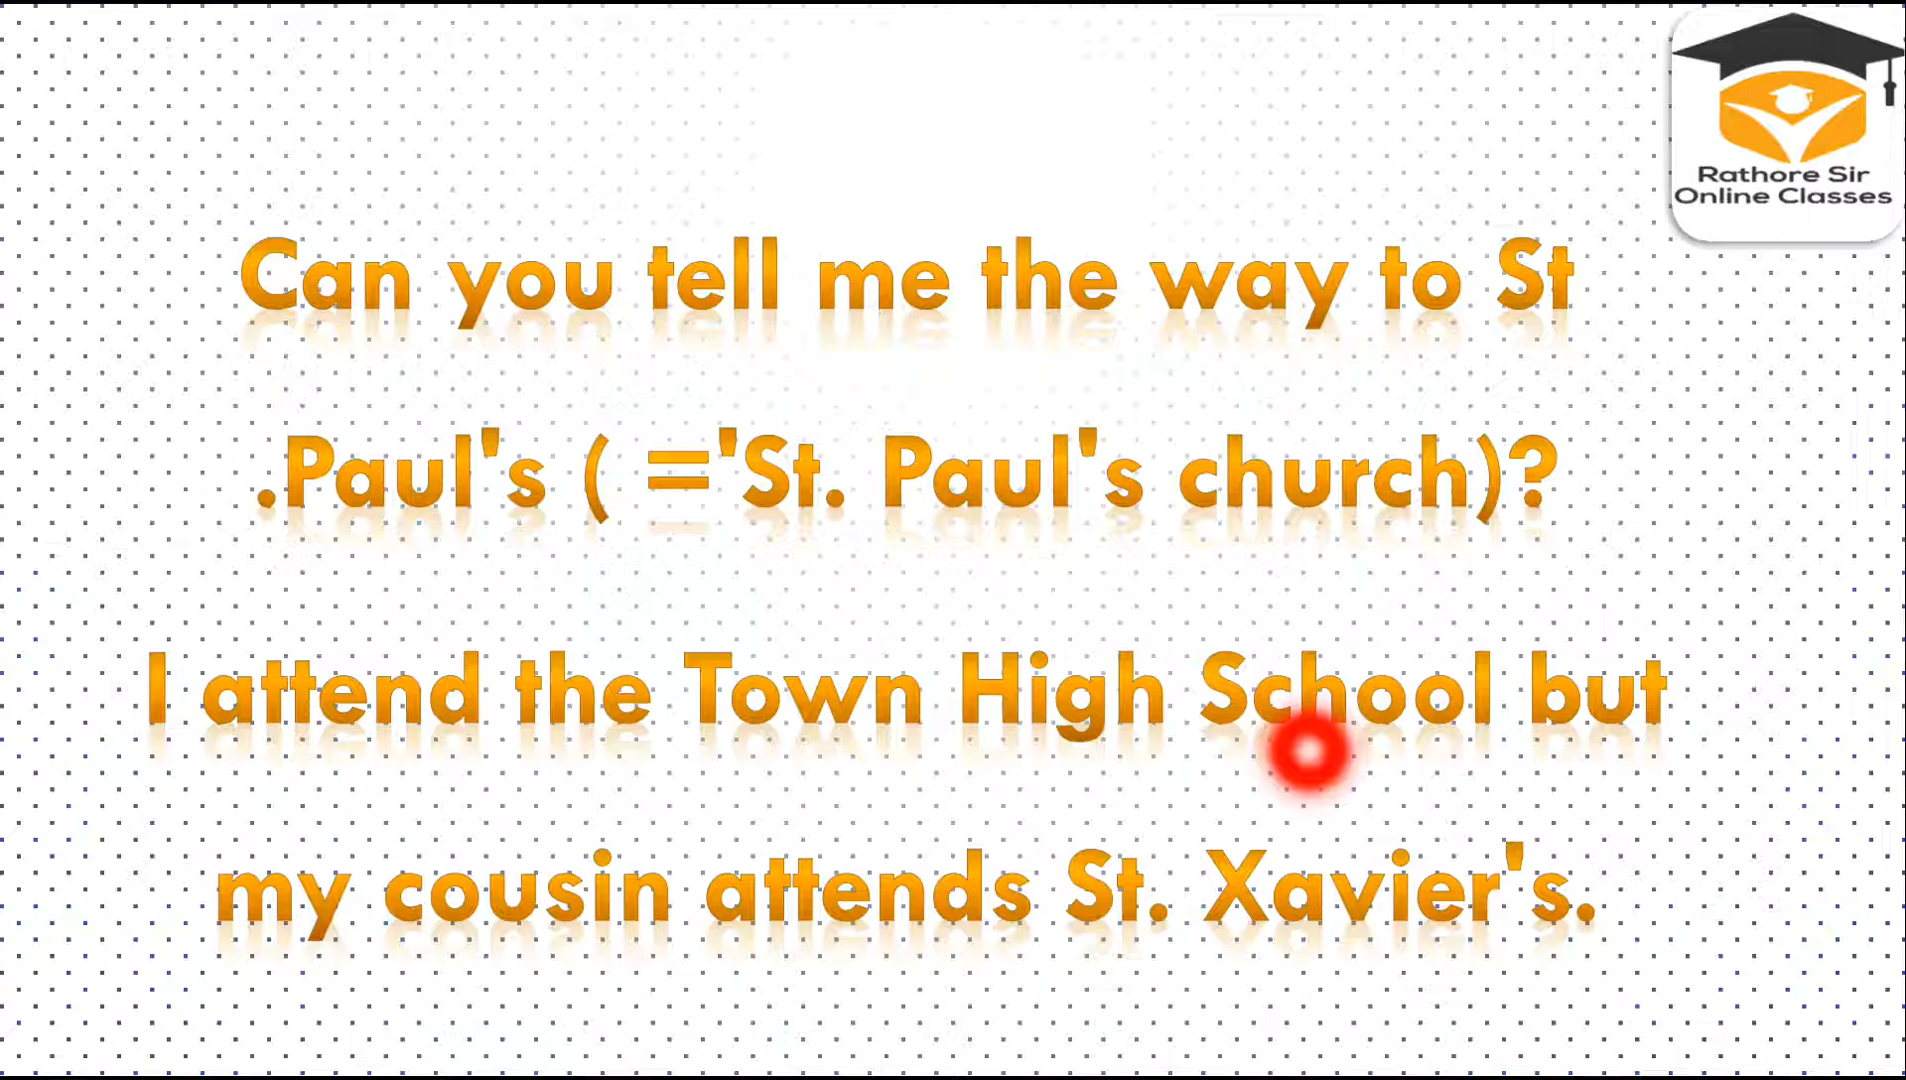 Rathore Sir
Online Classes
Can you tell me the way to St
.Paul's ( ='St. Paul's church)?
I attend the Town High School but
my cousin attends St. Xavier's.